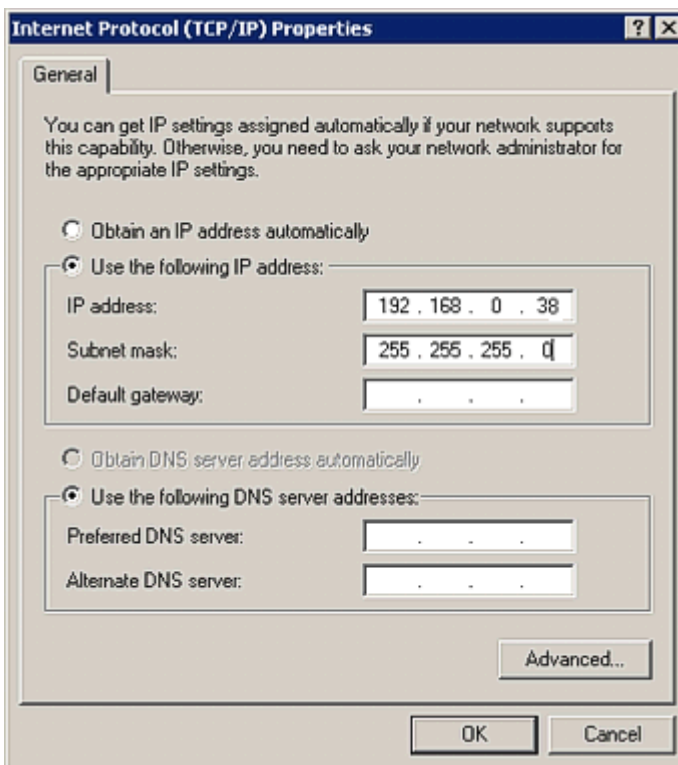 Internet Protocol (TCP/IP) Properties
General
You can get IP settings assigned automatically if your network supports
this capability. Otherwise, you need to ask your network administrator for
the appropriate IP settings.
Obtain an IP address automatically
Use the following IP address:
IP address: 192 . 168 . 0 . 38
Subnet mask: 255 . 255 . 255 . 0
Default gateway: . . .
Obtain DNS server address automatically
Use the following DNS server addresses:
Preferred DNS server: . . .
Alternate DNS server: . . .
Advanced...
OK Cancel